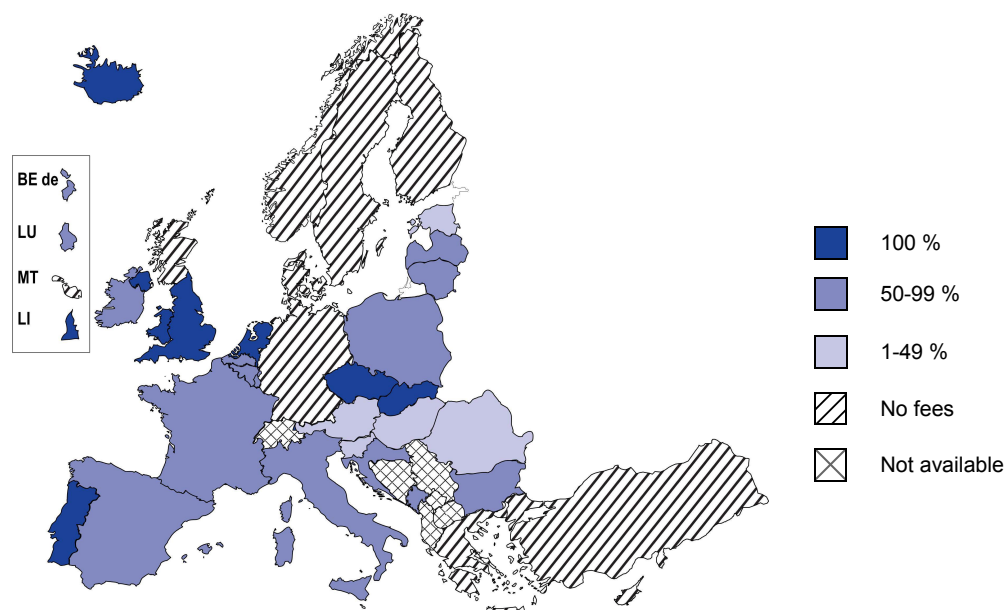 BE de
LU
MT
LI
100 %
50-99 %
1-49 %
No fees
Not available